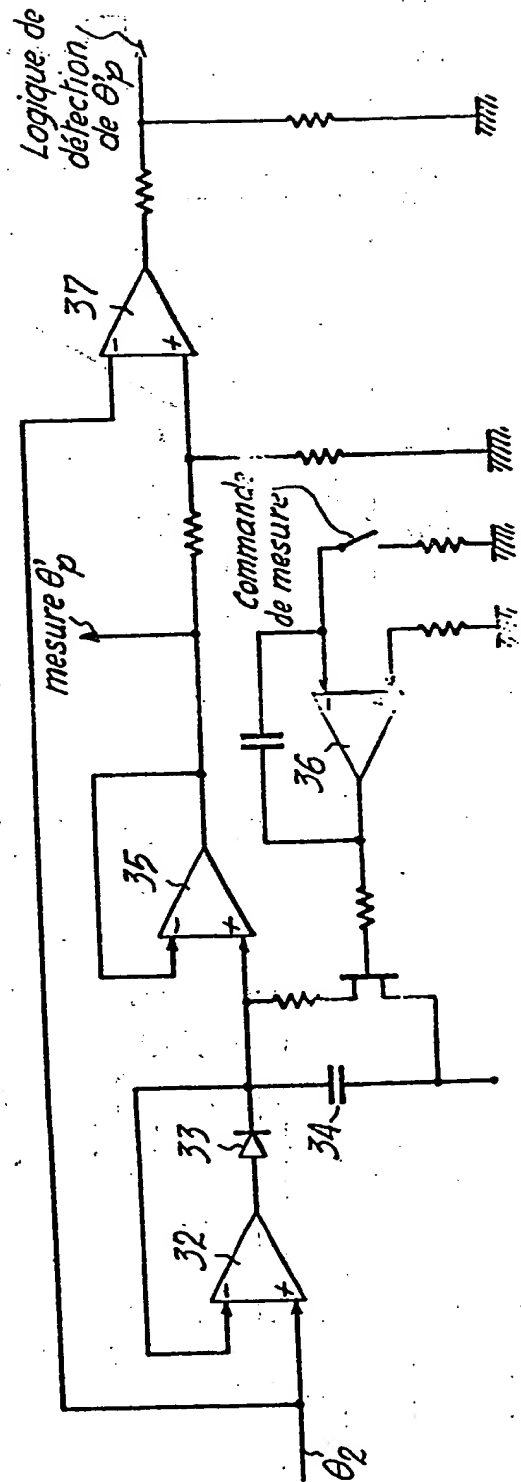 Logique de
détection
de θ'p
37
-
+
mesure θ'p
Commande
de mesure
35
-
+
36
-
33
34
32
-
+
θ2